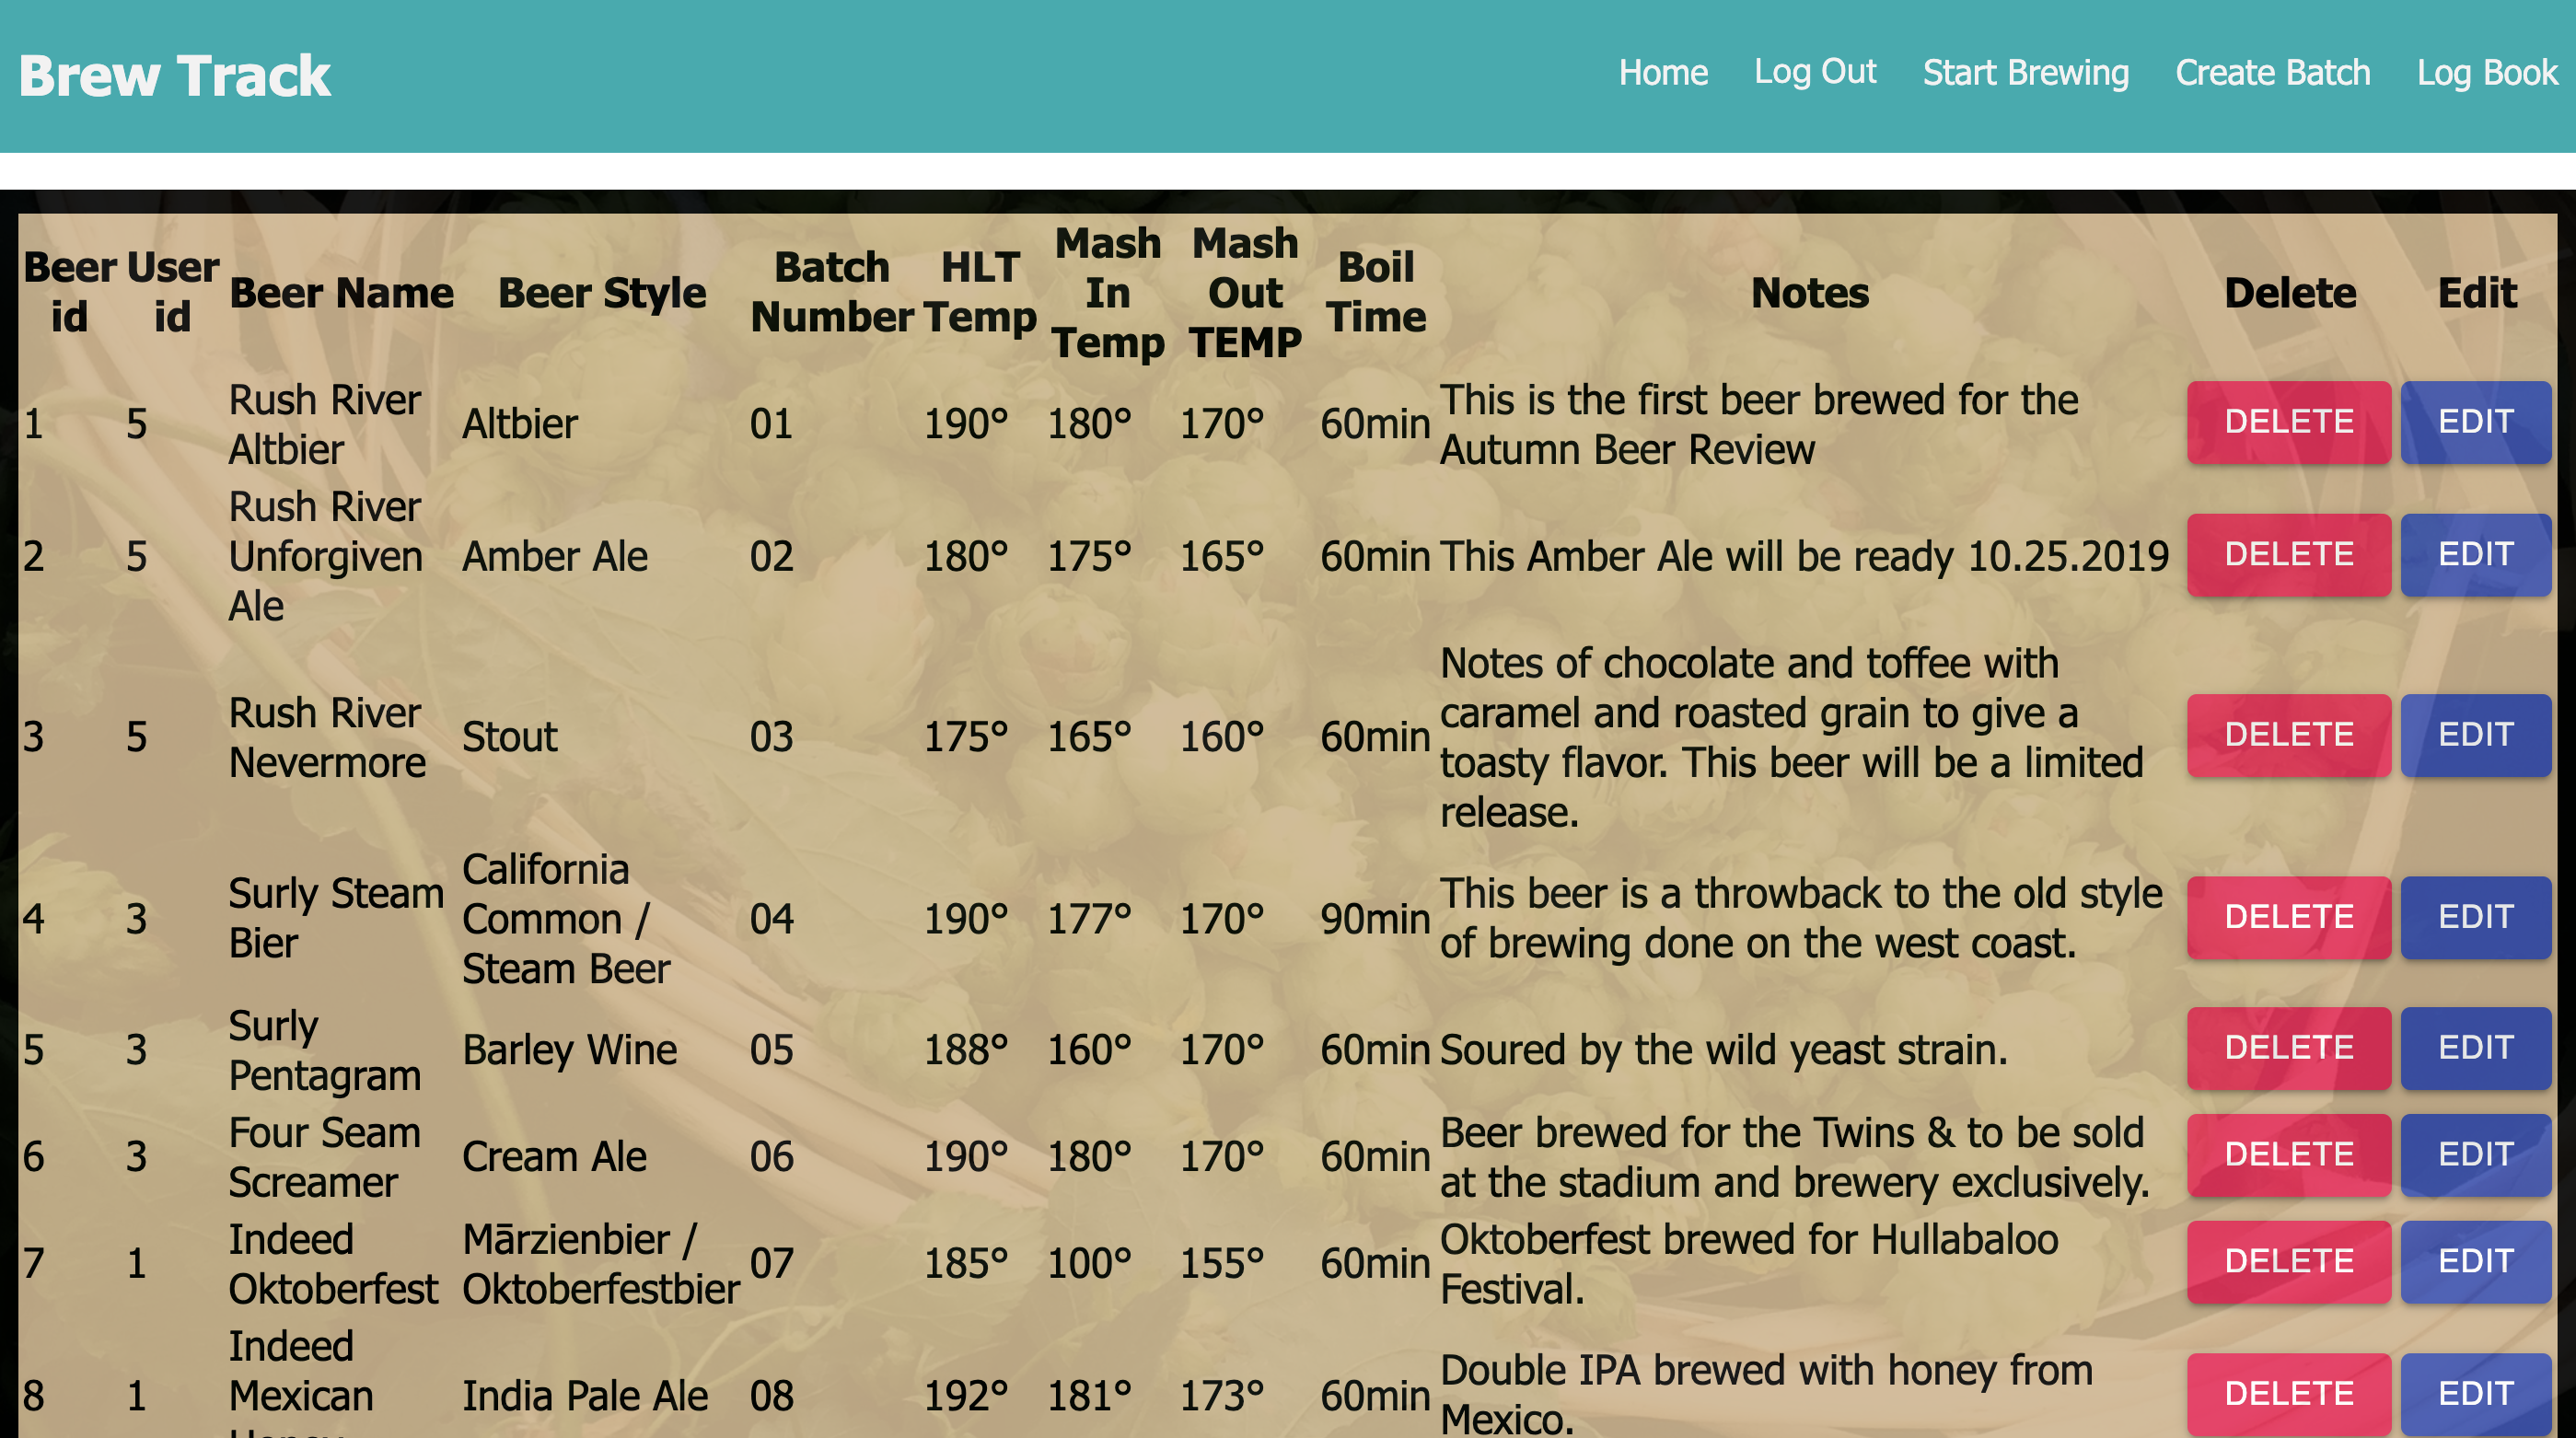 Brew Track
Home Log Out Start Brewing Create Batch Log Book
Beer id User id Beer Name Beer Style Batch Number HLT Temp Mash In Temp Mash Out TEMP Boil Time Notes Delete Edit
1 5 Rush River Altbier Altbier 01 190° 180° 170° 60min This is the first beer brewed for the Autumn Beer Review DELETE EDIT
2 5 Rush River Unforgiven Ale Amber Ale 02 180° 175° 165° 60min This Amber Ale will be ready 10.25.2019 DELETE EDIT
3 5 Rush River Nevermore Stout 03 175° 165° 160° 60min Notes of chocolate and toffee with caramel and roasted grain to give a toasty flavor. This beer will be a limited release. DELETE EDIT
4 3 Surly Steam Bier California Common / Steam Beer 04 190° 177° 170° 90min This beer is a throwback to the old style of brewing done on the west coast. DELETE EDIT
5 3 Surly Pentagram Barley Wine 05 188° 160° 170° 60min Soured by the wild yeast strain. DELETE EDIT
6 3 Four Seam Screamer Cream Ale 06 190° 180° 170° 60min Beer brewed for the Twins & to be sold at the stadium and brewery exclusively. DELETE EDIT
7 1 Indeed Oktoberfest Mārzienbier / Oktoberfestbier 07 185° 100° 155° 60min Oktoberfest brewed for Hullabaloo Festival. DELETE EDIT
8 1 Indeed Mexican India Pale Ale 08 192° 181° 173° 60min Double IPA brewed with honey from Mexico. DELETE EDIT